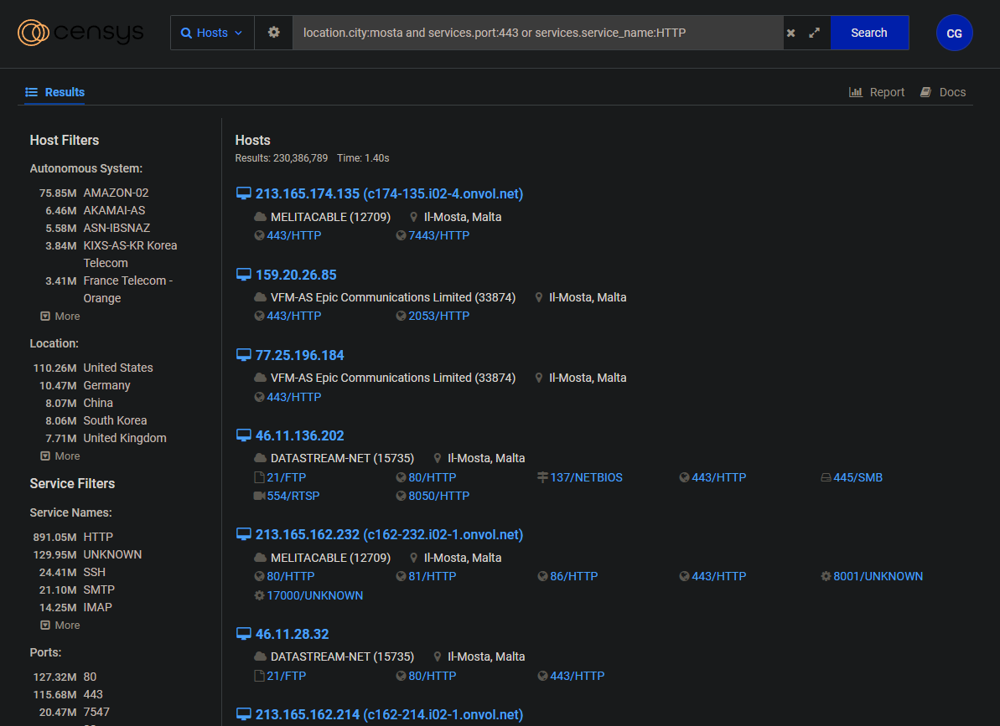 censys
Hosts
location.city:mosta and services.port:443 or services.service_name:HTTP
Search
CG
Results
Report
Docs
Host Filters
Autonomous System:
75.85M AMAZON-02
6.46M AKAMAI-AS
5.58M ASN-IBSNAZ
3.84M KIXS-AS-KR Korea
Telecom
3.41M France Telecom -
Orange
More
Location:
110.26M United States
10.47M Germany
8.07M China
8.06M South Korea
7.71M United Kingdom
More
Service Filters
Service Names:
891.05M HTTP
129.95M UNKNOWN
24.41M SSH
21.10M SMTP
14.25M IMAP
More
Ports:
127.32M 80
115.68M 443
20.47M 7547
Hosts
Results: 230,386,789 Time: 1.40s
213.165.174.135 (c174-135.i02-4.onvol.net)
MELITACABLE (12709) Il-Mosta, Malta
443/HTTP 7443/HTTP
159.20.26.85
VFM-AS Epic Communications Limited (33874) Il-Mosta, Malta
443/HTTP 2053/HTTP
77.25.196.184
VFM-AS Epic Communications Limited (33874) Il-Mosta, Malta
443/HTTP
46.11.136.202
DATASTREAM-NET (15735) Il-Mosta, Malta
21/FTP 80/HTTP 137/NETBIOS 443/HTTP 445/SMB
554/RTSP 8050/HTTP
213.165.162.232 (c162-232.i02-1.onvol.net)
MELITACABLE (12709) Il-Mosta, Malta
80/HTTP 81/HTTP 86/HTTP 443/HTTP 8001/UNKNOWN
17000/UNKNOWN
46.11.28.32
DATASTREAM-NET (15735) Il-Mosta, Malta
21/FTP 80/HTTP 443/HTTP
213.165.162.214 (c162-214.i02-1.onvol.net)